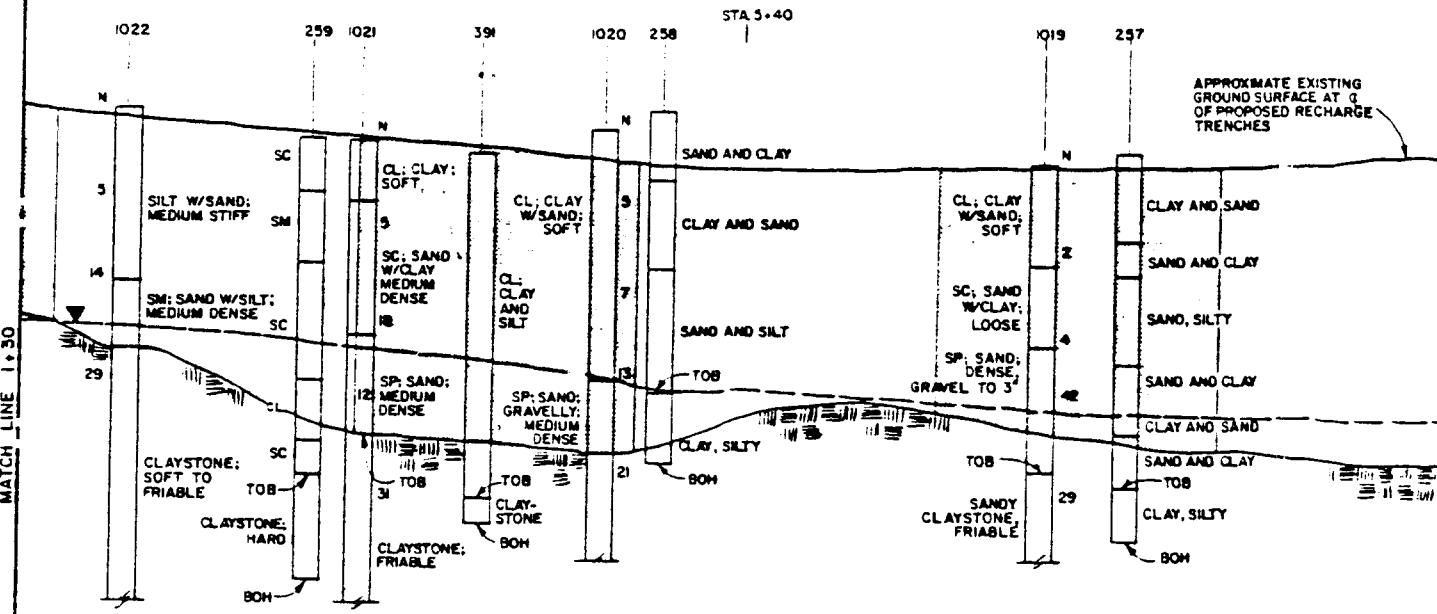 STA. 5+40
1022
259
1021
391
1020
258
1019
257
APPROXIMATE EXISTING
GROUND SURFACE AT ℄
OF PROPOSED RECHARGE
TRENCHES
N
5
SILT W/SAND;
MEDIUM STIFF
14
SM; SAND W/SILT;
MEDIUM DENSE
29
CLAYSTONE;
SOFT TO
FRIABLE
MATCH LINE 1+30
SC
SM
SC
CL
SC
TOB
CLAYSTONE;
HARD
BOH
N
CL; CLAY;
SOFT
5
SC; SAND
W/CLAY
MEDIUM
DENSE
18
SP; SAND;
MEDIUM
DENSE
12
TOB
31
CLAYSTONE;
FRIABLE
CL;
CLAY
AND
SILT
TOB
CLAY-
STONE
BOH
N
CL; CLAY
W/SAND;
SOFT
5
7
13
SP; SAND;
GRAVELLY;
MEDIUM
DENSE
21
SAND AND CLAY
CLAY AND SAND
SAND AND SILT
TOB
CLAY, SILTY
BOH
N
CL; CLAY
W/SAND;
SOFT
2
SC; SAND
W/CLAY;
LOOSE
4
SP; SAND;
DENSE,
GRAVEL TO 3"
42
TOB
29
SANDY
CLAYSTONE,
FRIABLE
CLAY AND SAND
SAND AND CLAY
SAND, SILTY
SAND AND CLAY
CLAY AND SAND
SAND AND CLAY
TOB
CLAY, SILTY
BOH